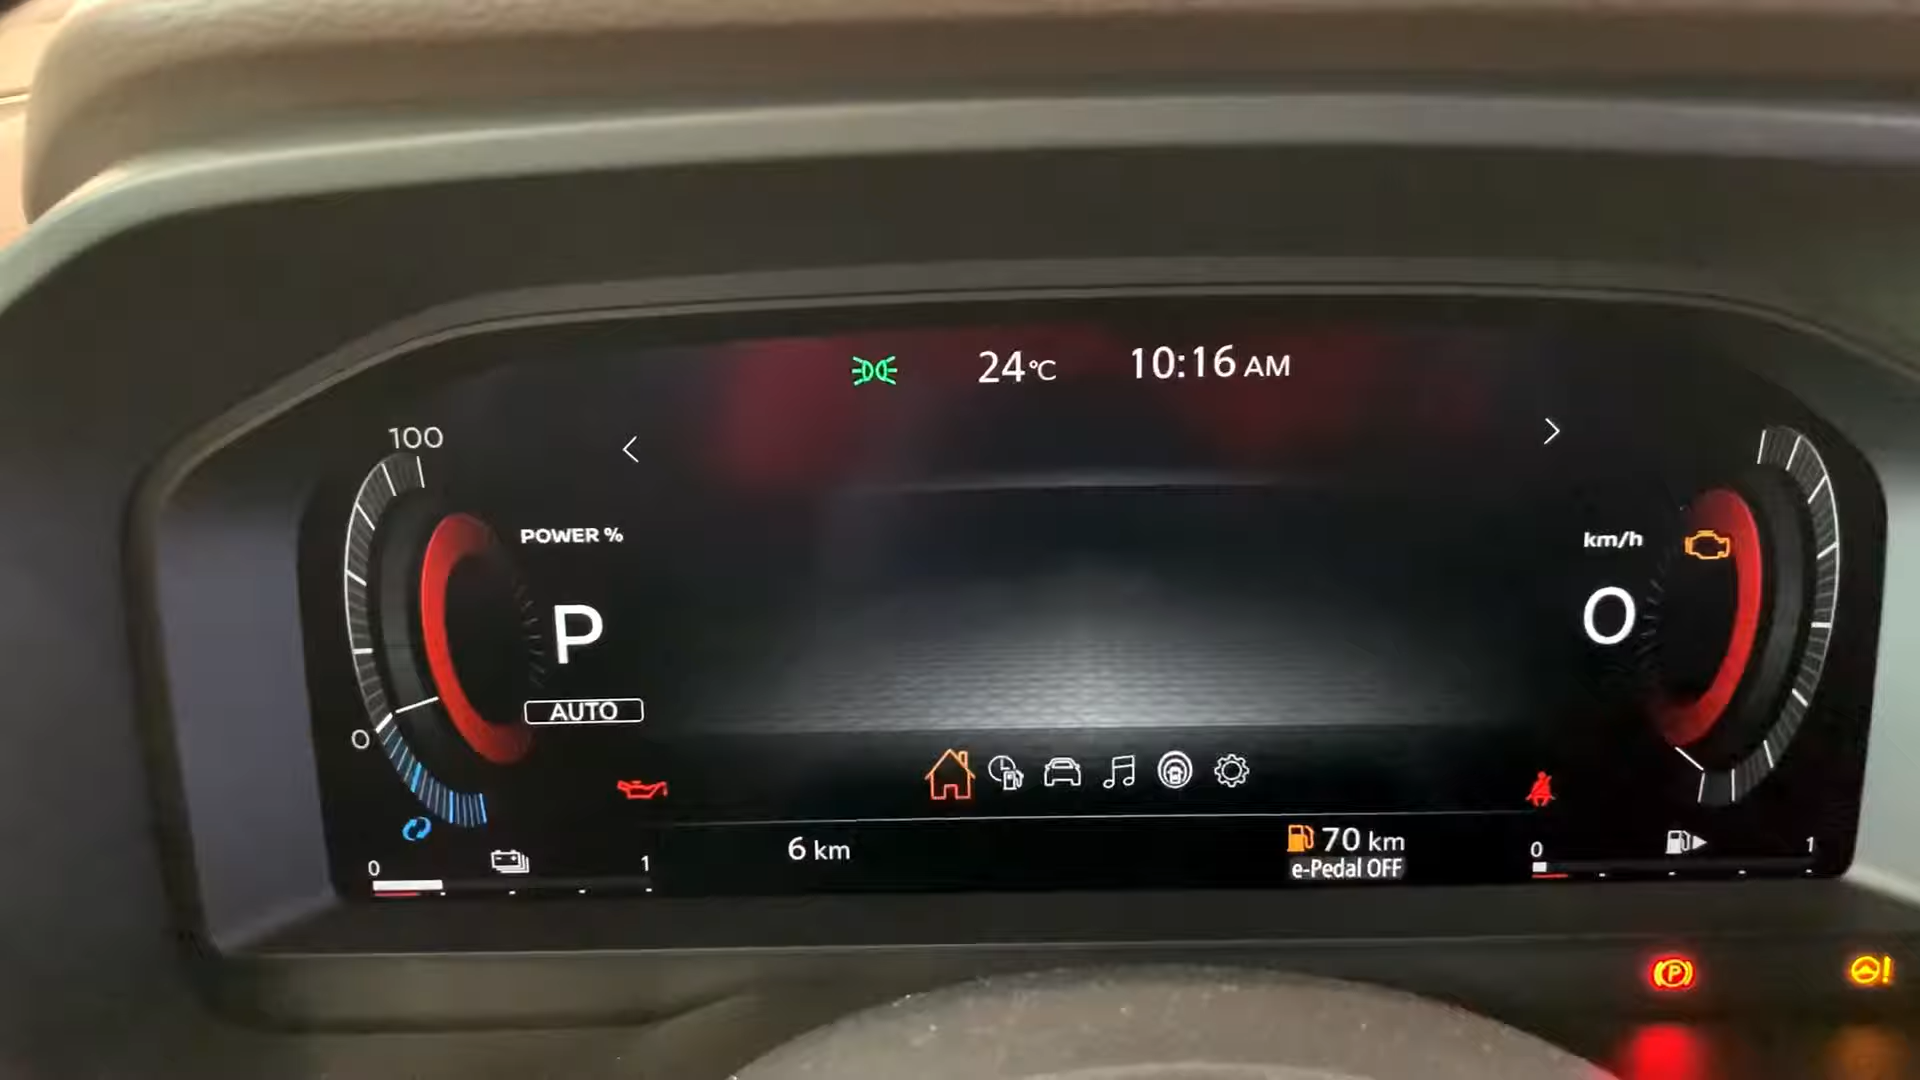 24°C 10:16 AM
100
POWER %
km/h
P
0
AUTO
0
6 km
70 km
e-Pedal OFF
0 1
0 1
P
!